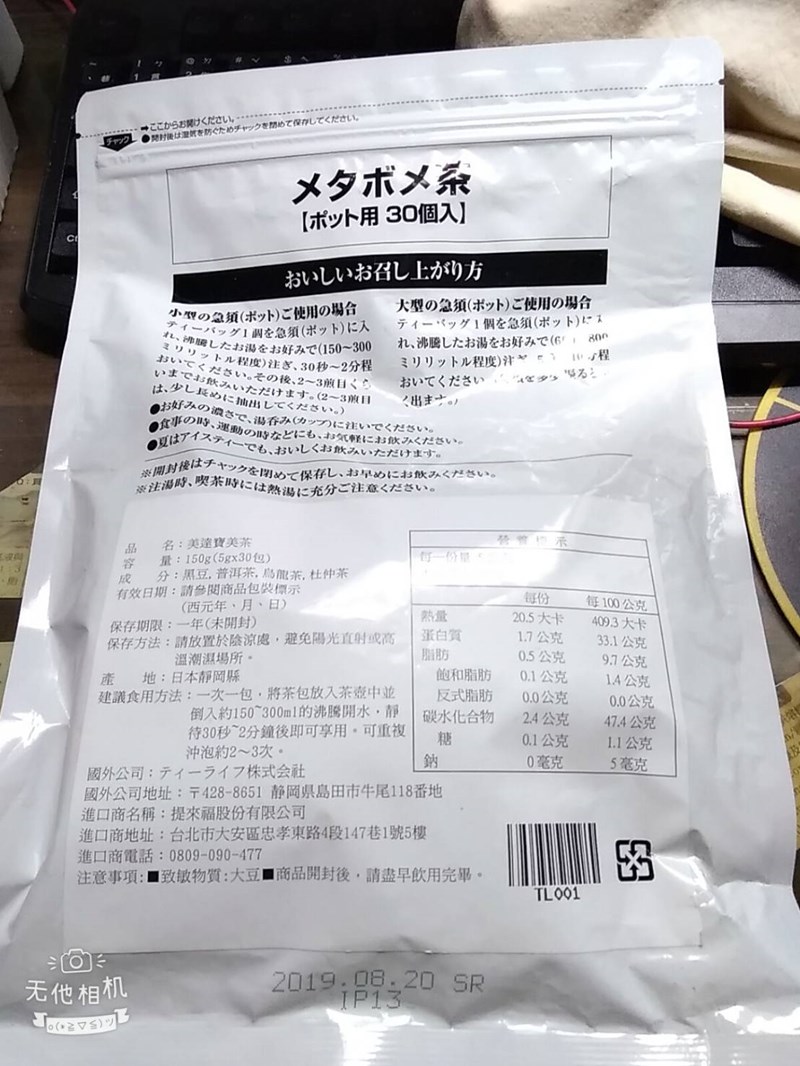 ➡ここからお開けください。
チャック
●開封後は湿気を防ぐためチャックを閉めて保存してください。
メタボメ茶
【ポット用 30個入】
おいしいお召し上がり方
小型の急須(ポット)ご使用の場合
ティーバッグ1個を急須(ポット)に入
れ、沸騰したお湯をお好みで(150~300
ミリリットル程度)注ぎ、30秒~2分程
おいてください。その後、2~3煎目くら
いまでお飲みいただけます。(2~3煎目
は、少し長めに抽出してください。)
大型の急須(ポット)ご使用の場合
ティーバッグ1個を急須(ポット)に入
れ、沸騰したお湯をお好みで(6 800
ミリリットル程度)注ぎ 程
おいてください
く出ます。)
●お好みの濃さで、湯呑み(カップ)に注いでください。
●食事の時、運動の時などにも、お気軽にお飲みください。
●夏はアイスティーでも、おいしくお飲みいただけます。
※開封後はチャックを閉めて保存し、お早めにお飲みください。
※注湯時、喫茶時には熱湯に充分ご注意ください。
品 名:美達寶美茶
容 量:150g(5gx30包)
成 分:黑豆,普洱茶,烏龍茶,杜仲茶
有效日期:請參閱商品包裝標示
(西元年、月、日)
保存期限:一年(未開封)
保存方法:請放置於陰涼處,避免陽光直射或高
溫潮濕場所。
產 地:日本靜岡縣
建議食用方法:一次一包,將茶包放入茶壺中並
倒入約150~300ml的沸騰開水,靜
待30秒~2分鐘後即可享用。可重複
沖泡約2~3次。
國外公司:ティーライフ株式会社
國外公司地址:〒428-8651 静岡県島田市牛尾118番地
進口商名稱:提來福股份有限公司
進口商地址:台北市大安區忠孝東路4段147巷1號5樓
進口商電話:0809-090-477
注意事項:■致敏物質:大豆■商品開封後,請盡早飲用完畢。
營養標示
每一份量
每份 每100公克
熱量 20.5大卡 409.3大卡
蛋白質 1.7公克 33.1公克
脂肪 0.5公克 9.7公克
飽和脂肪 0.1公克 1.4公克
反式脂肪 0.0公克 0.0公克
碳水化合物 2.4公克 47.4公克
糖 0.1公克 1.1公克
鈉 0毫克 5毫克
TL001
2019.08.20 SR
IP13
无他相机
o(*≧▽≦)ツ